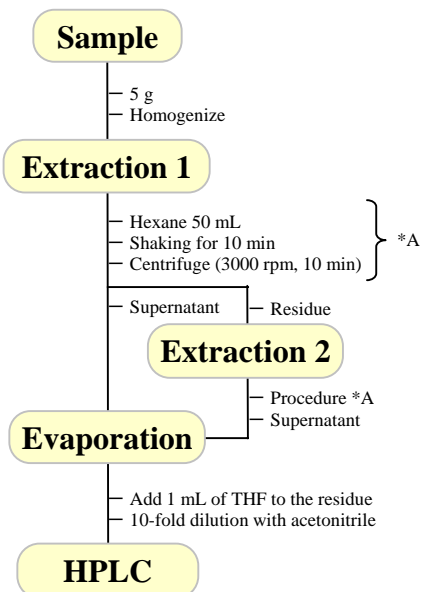 Sample
5 g
Homogenize
Extraction 1
Hexane 50 mL
Shaking for 10 min
Centrifuge (3000 rpm, 10 min)
*A
Supernatant
Residue
Extraction 2
Procedure *A
Supernatant
Evaporation
Add 1 mL of THF to the residue
10-fold dilution with acetonitrile
HPLC